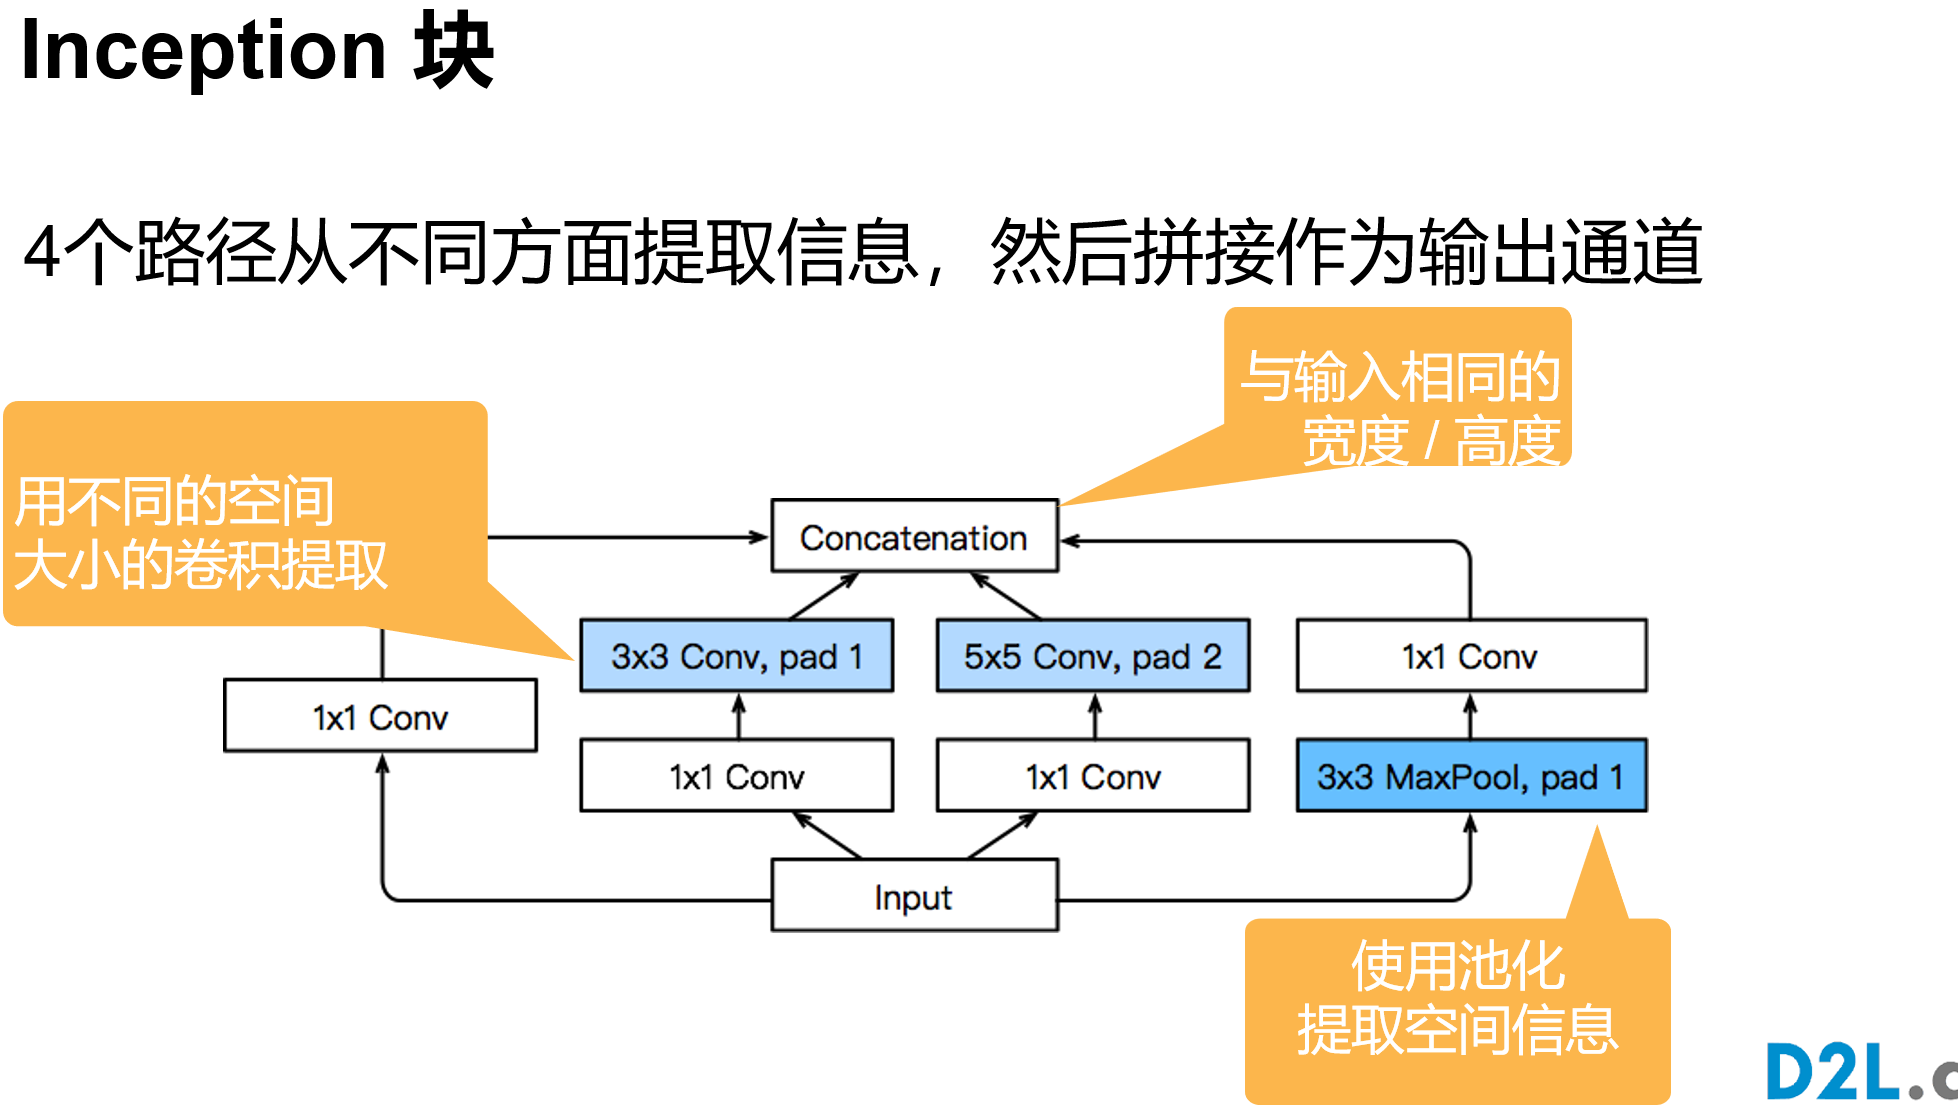 Inception 块
4个路径从不同方面提取信息，然后拼接作为输出通道
与输入相同的
宽度 / 高度
用不同的空间
大小的卷积提取
Concatenation
3x3 Conv, pad 1
5x5 Conv, pad 2
1x1 Conv
1x1 Conv
1x1 Conv
1x1 Conv
3x3 MaxPool, pad 1
Input
使用池化
提取空间信息
D2L.